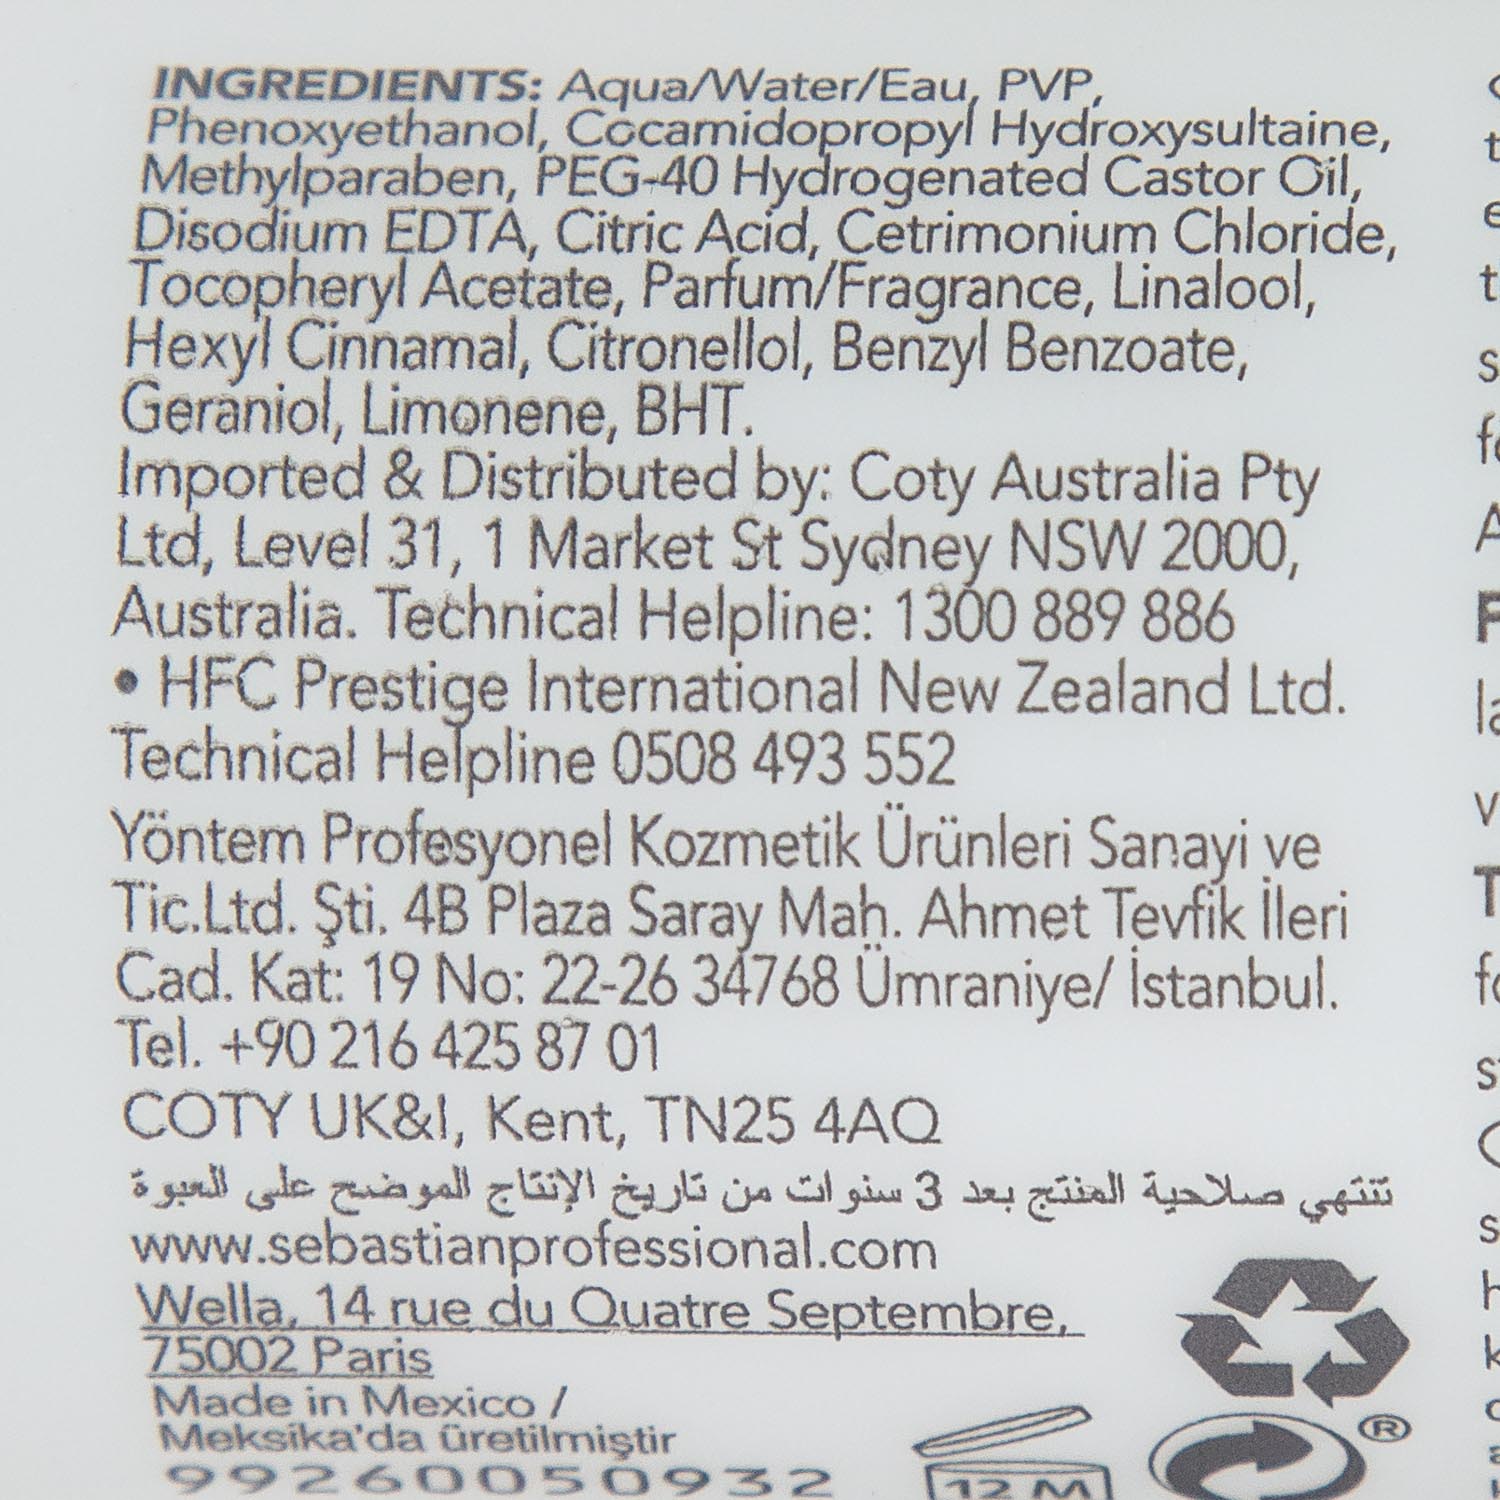 INGREDIENTS: Aqua/Water/Eau, PVP,
Phenoxyethanol, Cocamidopropyl Hydroxysultaine,
Methylparaben, PEG-40 Hydrogenated Castor Oil,
Disodium EDTA, Citric Acid, Cetrimonium Chloride,
Tocopheryl Acetate, Parfum/Fragrance, Linalool,
Hexyl Cinnamal, Citronellol, Benzyl Benzoate,
Geraniol, Limonene, BHT.
Imported & Distributed by: Coty Australia Pty
Ltd, Level 31, 1 Market St Sydney NSW 2000,
Australia. Technical Helpline: 1300 889 886
• HFC Prestige International New Zealand Ltd.
Technical Helpline 0508 493 552
Yöntem Profesyonel Kozmetik Ürünleri Sanayi ve
Tic.Ltd. Şti. 4B Plaza Saray Mah. Ahmet Tevfik İleri
Cad. Kat: 19 No: 22-26 34768 Ümraniye/ İstanbul.
Tel. +90 216 425 87 01
COTY UK&I, Kent, TN25 4AQ
تنتهي صلاحية المنتج بعد 3 سنوات من تاريخ الإنتاج الموضح على العبوة
www.sebastianprofessional.com
Wella, 14 rue du Quatre Septembre,
75002 Paris
Made in Mexico /
Meksika'da üretilmiştir
99260050932
12 M
®